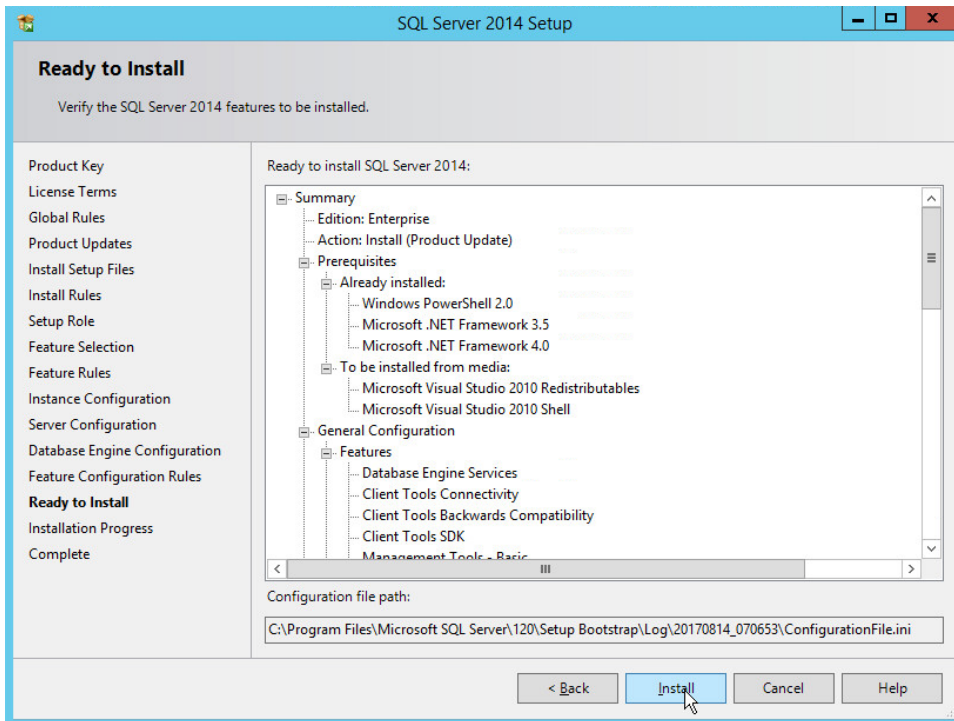 SQL Server 2014 Setup
Ready to Install
Verify the SQL Server 2014 features to be installed.
Product Key
License Terms
Global Rules
Product Updates
Install Setup Files
Install Rules
Setup Role
Feature Selection
Feature Rules
Instance Configuration
Server Configuration
Database Engine Configuration
Feature Configuration Rules
Ready to Install
Installation Progress
Complete
Ready to install SQL Server 2014:
Summary
Edition: Enterprise
Action: Install (Product Update)
Prerequisites
Already installed:
Windows PowerShell 2.0
Microsoft .NET Framework 3.5
Microsoft .NET Framework 4.0
To be installed from media:
Microsoft Visual Studio 2010 Redistributables
Microsoft Visual Studio 2010 Shell
General Configuration
Features
Database Engine Services
Client Tools Connectivity
Client Tools Backwards Compatibility
Client Tools SDK
Management Tools - Basic
Configuration file path:
C:\Program Files\Microsoft SQL Server\120\Setup Bootstrap\Log\20170814_070653\ConfigurationFile.ini
< Back
Install
Cancel
Help